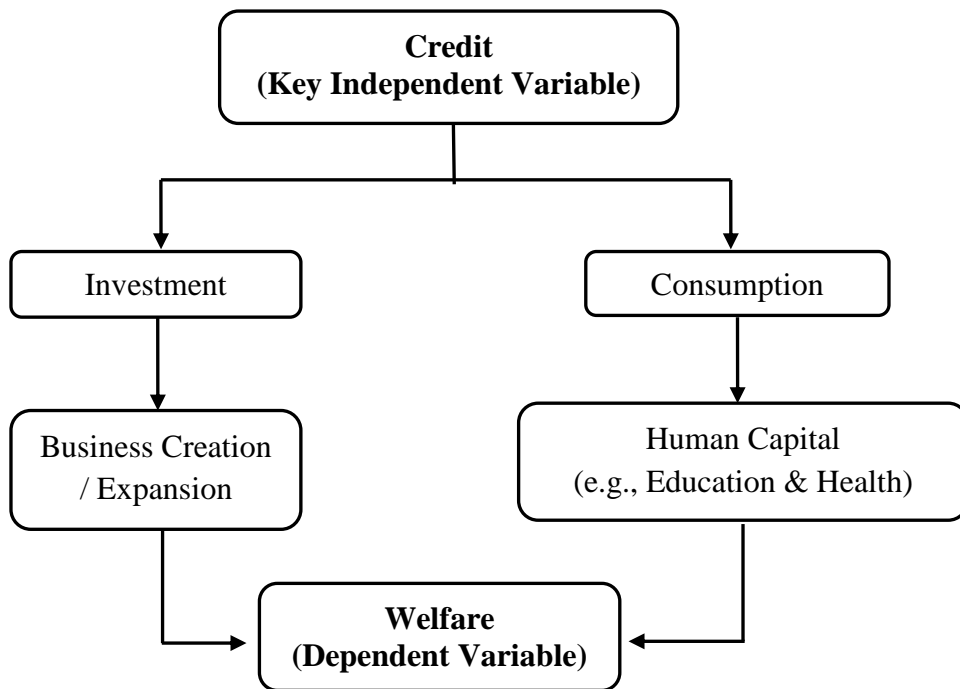 Credit
(Key Independent Variable)
Investment
Consumption
Business Creation
/ Expansion
Human Capital
(e.g., Education & Health)
Welfare
(Dependent Variable)